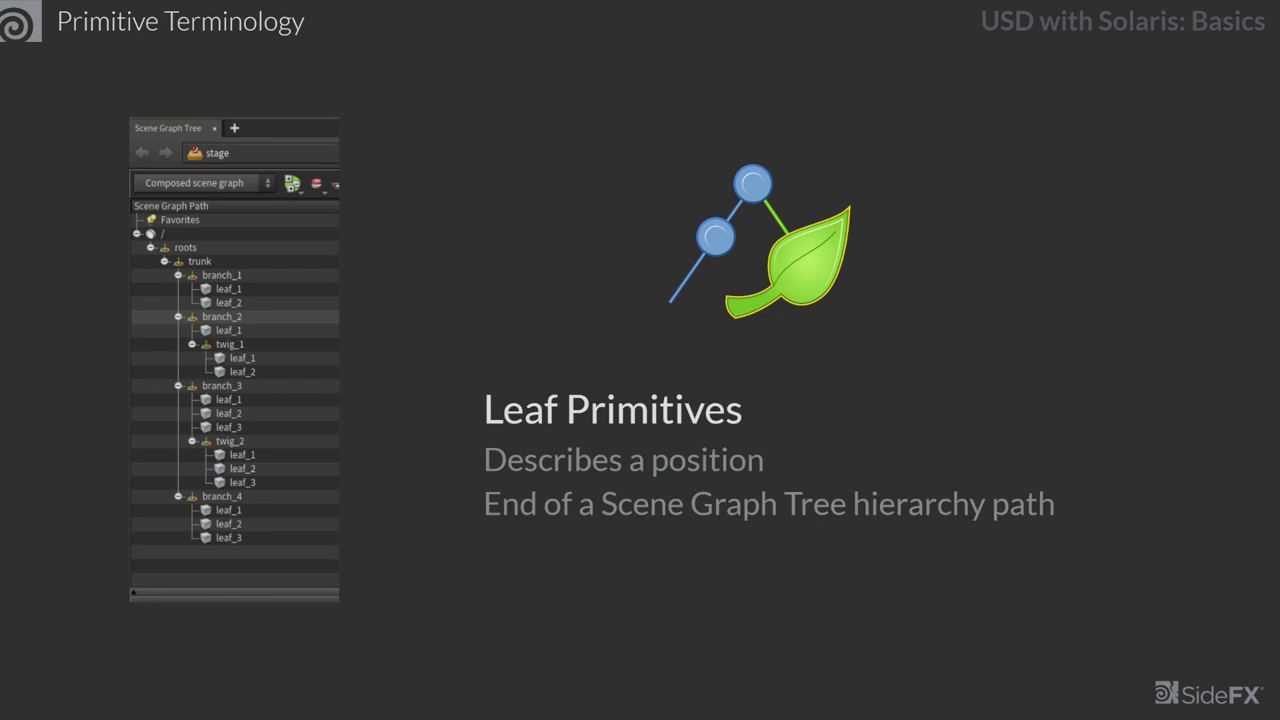 Primitive Terminology
USD with Solaris: Basics
Scene Graph Tree
stage
Composed scene graph
Scene Graph Path
Favorites
/
roots
trunk
branch_1
leaf_1
leaf_2
branch_2
leaf_1
twig_1
leaf_1
leaf_2
branch_3
leaf_1
leaf_2
leaf_3
twig_2
leaf_1
leaf_2
leaf_3
branch_4
leaf_1
leaf_2
leaf_3
Leaf Primitives
Describes a position
End of a Scene Graph Tree hierarchy path
SideFX